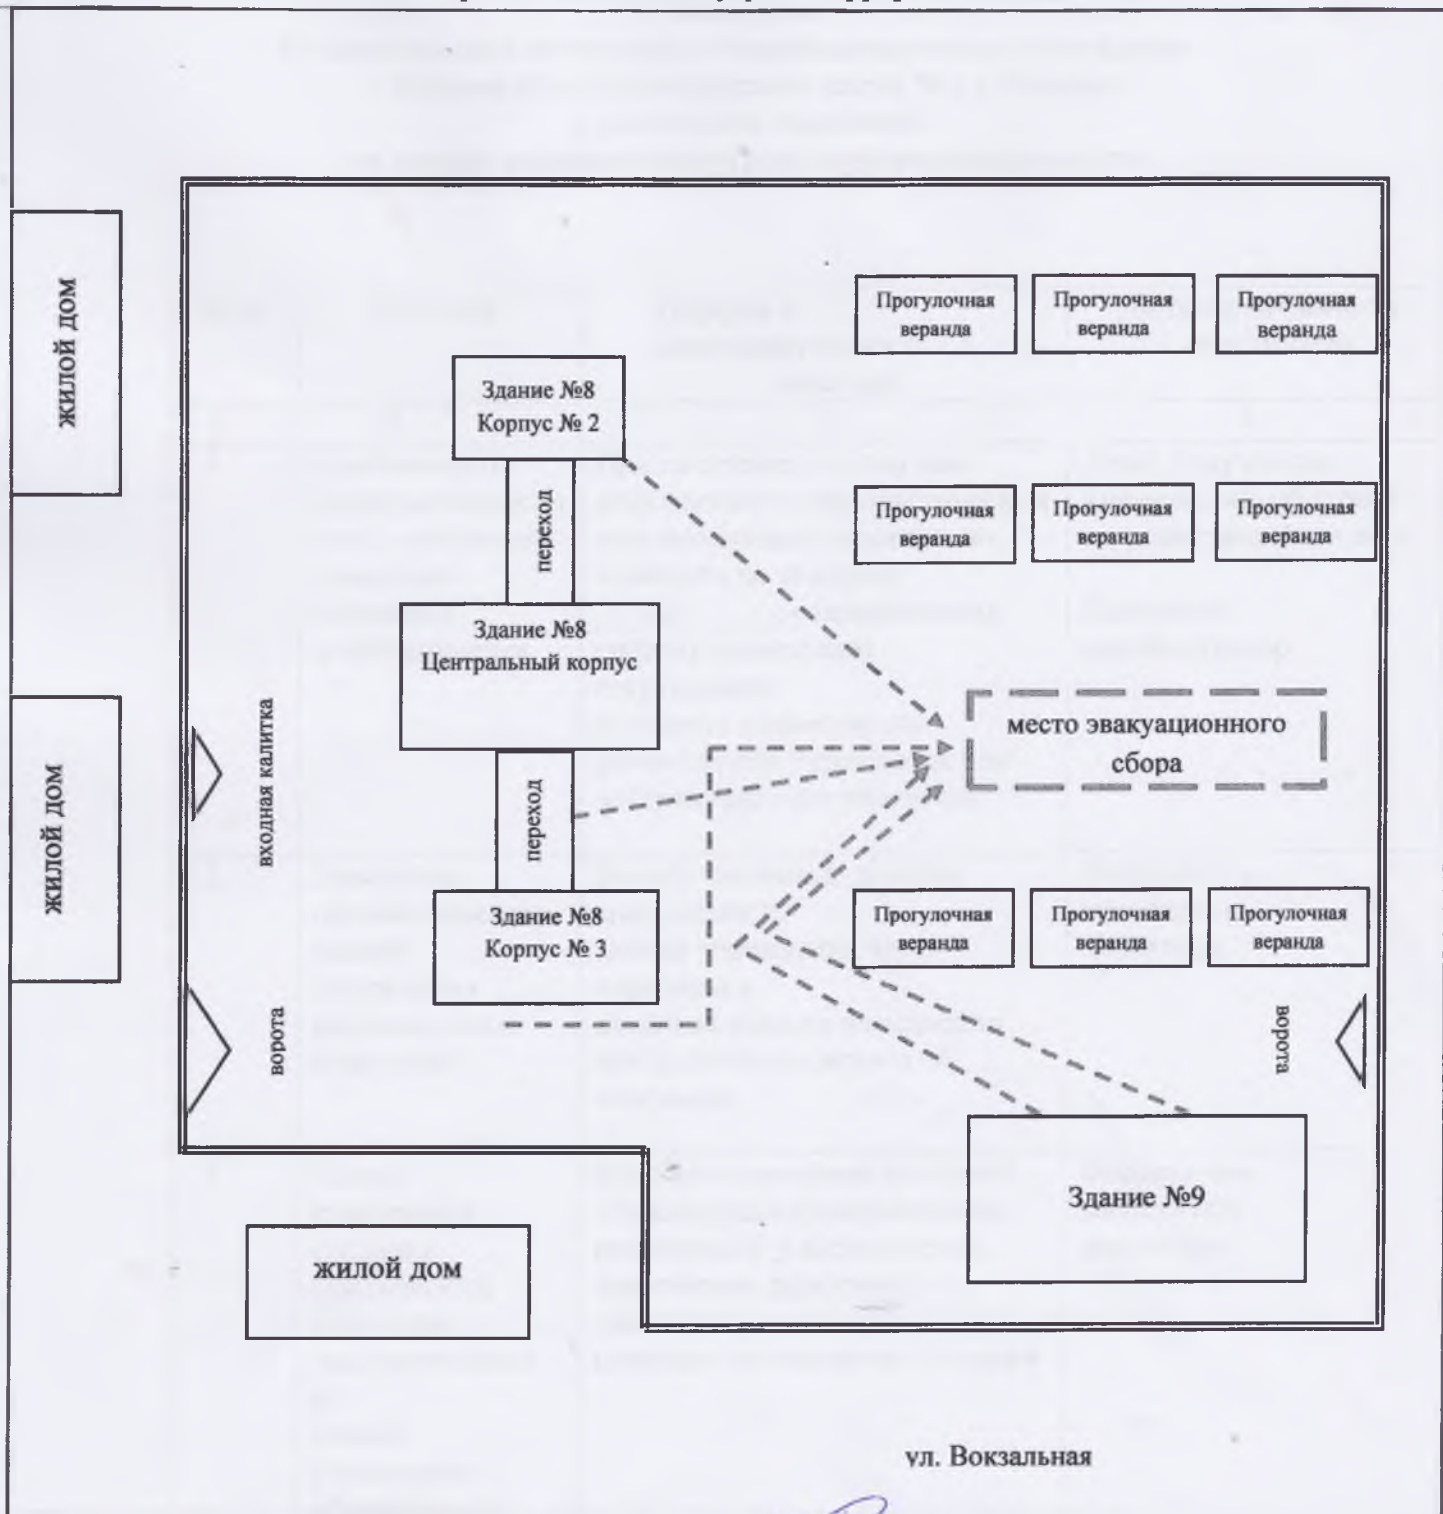 жилой дом
Прогулочная
веранда
Прогулочная
веранда
Прогулочная
веранда
Здание №8
Корпус № 2
переход
Прогулочная
веранда
Прогулочная
веранда
Прогулочная
веранда
Здание №8
Центральный корпус
входная калитка
место эвакуационного
сбора
жилой дом
переход
Здание №8
Корпус № 3
Прогулочная
веранда
Прогулочная
веранда
Прогулочная
веранда
ворота
ворота
Здание №9
жилой дом
ул. Вокзальная